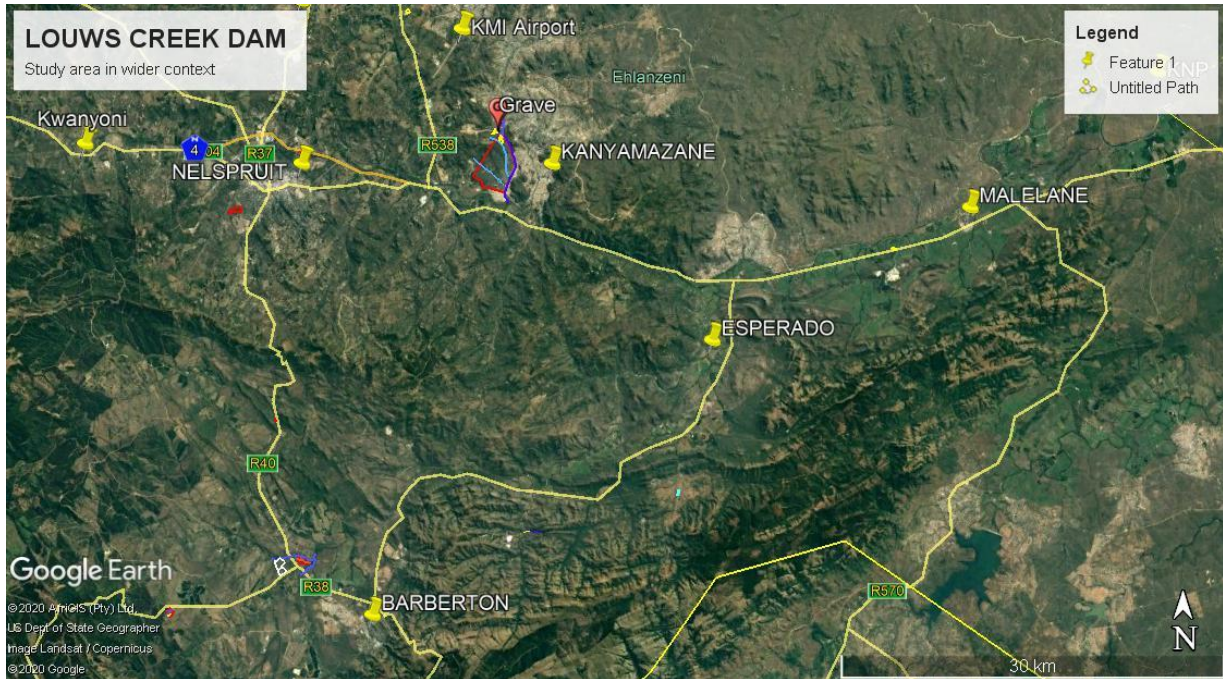 LOUWS CREEK DAM
Study area in wider context
KMI Airport
Legend
Feature 1
Untitled Path
KNP
Ehlanzeni
Grave
Kwanyoni
4
R37
R538
NELSPRUIT
KANYAMAZANE
MALELANE
ESPERADO
R40
Google Earth
R38
BARBERTON
R570
© 2020 AfriGIS (Pty) Ltd.
US Dept of State Geographer
Image Landsat / Copernicus
© 2020 Google
N
30 km